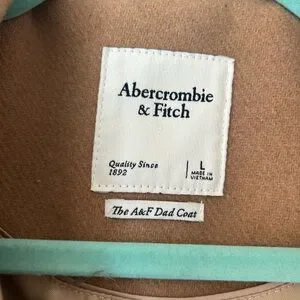 Abercrombie
& Fitch
Quality Since
1892
L
MADE IN
VIETNAM
The A&F Dad Coat